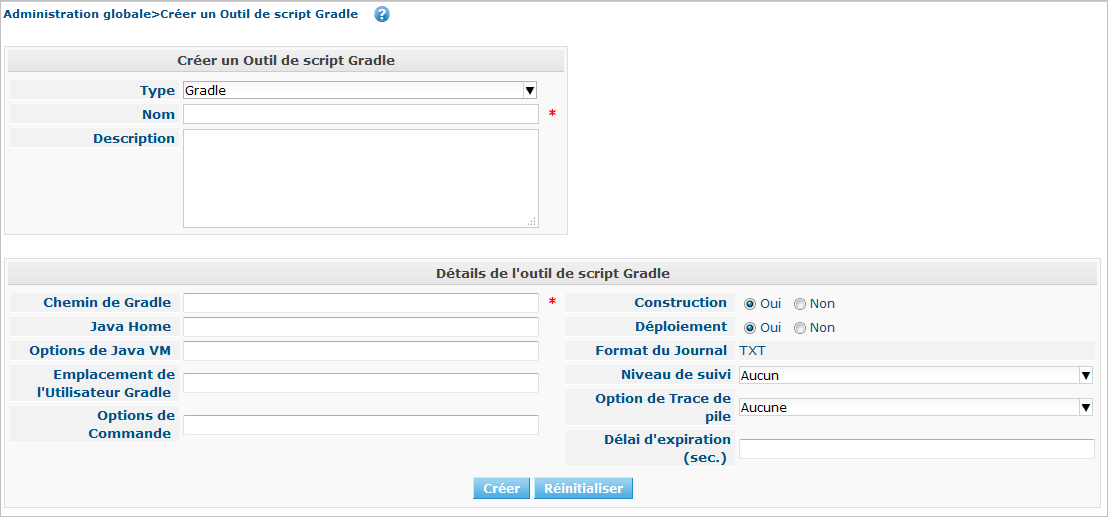 Administration globale>Créer un Outil de script Gradle ?
Créer un Outil de script Gradle
Type Gradle
Nom *
Description
Détails de l'outil de script Gradle
Chemin de Gradle *
Java Home
Options de Java VM
Emplacement de
l'Utilisateur Gradle
Options de
Commande
Construction Oui Non
Déploiement Oui Non
Format du Journal TXT
Niveau de suivi Aucun
Option de Trace de
pile Aucune
Délai d'expiration
(sec.)
Créer Réinitialiser